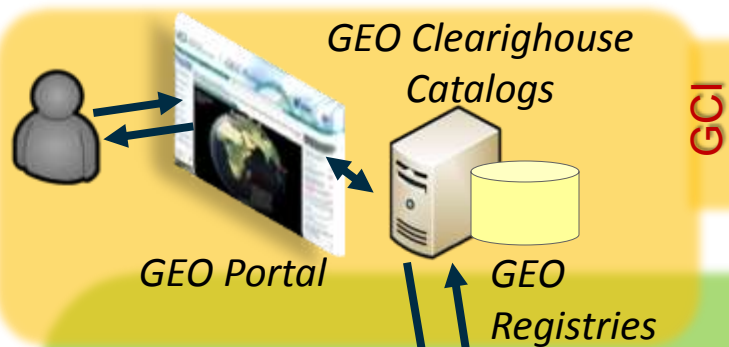 GEO Clearighouse
Catalogs
GCI
GEO Portal
GEO
Registries